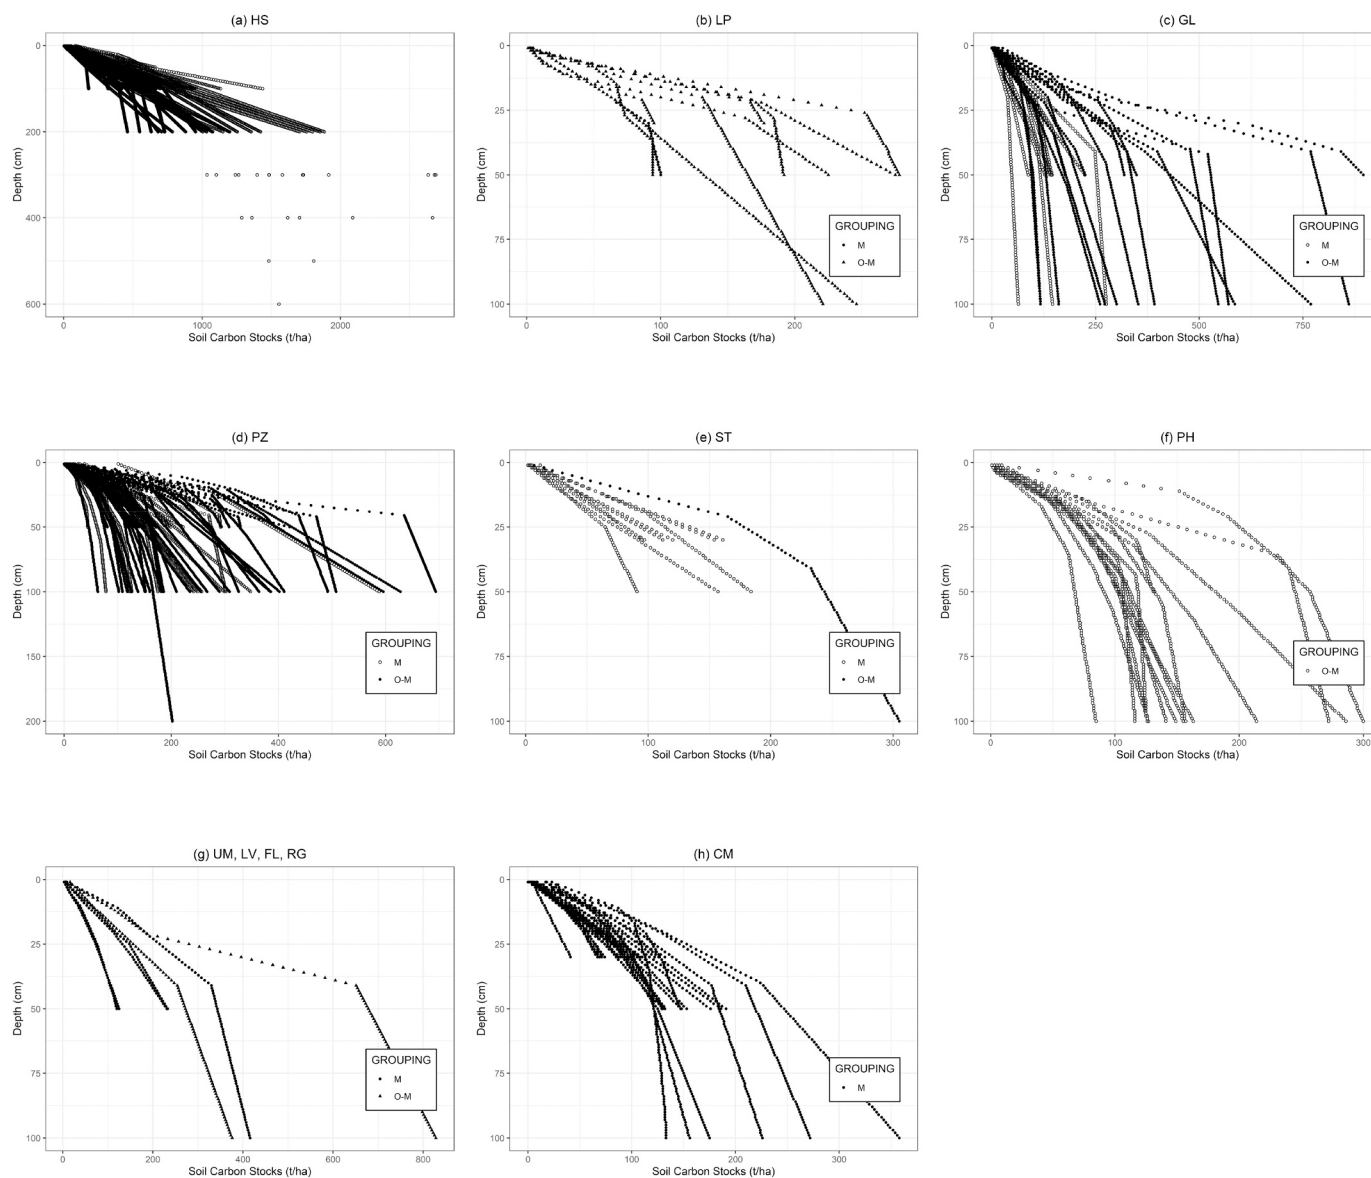 (a) HS
0
200
400
600
Depth (cm)
0
1000
2000
Soil Carbon Stocks (t/ha)
(b) LP
0
25
50
75
100
Depth (cm)
0
100
200
Soil Carbon Stocks (t/ha)
GROUPING
M
O-M
(c) GL
0
25
50
75
100
Depth (cm)
0
250
500
750
Soil Carbon Stocks (t/ha)
GROUPING
M
O-M
(d) PZ
0
50
100
150
200
Depth (cm)
0
200
400
600
Soil Carbon Stocks (t/ha)
GROUPING
M
O-M
(e) ST
0
25
50
75
100
Depth (cm)
0
100
200
300
Soil Carbon Stocks (t/ha)
GROUPING
M
O-M
(f) PH
0
25
50
75
100
Depth (cm)
0
100
200
300
Soil Carbon Stocks (t/ha)
GROUPING
O-M
(g) UM, LV, FL, RG
0
25
50
75
100
Depth (cm)
0
200
400
600
800
Soil Carbon Stocks (t/ha)
GROUPING
M
O-M
(h) CM
0
25
50
75
100
Depth (cm)
0
100
200
300
Soil Carbon Stocks (t/ha)
GROUPING
M